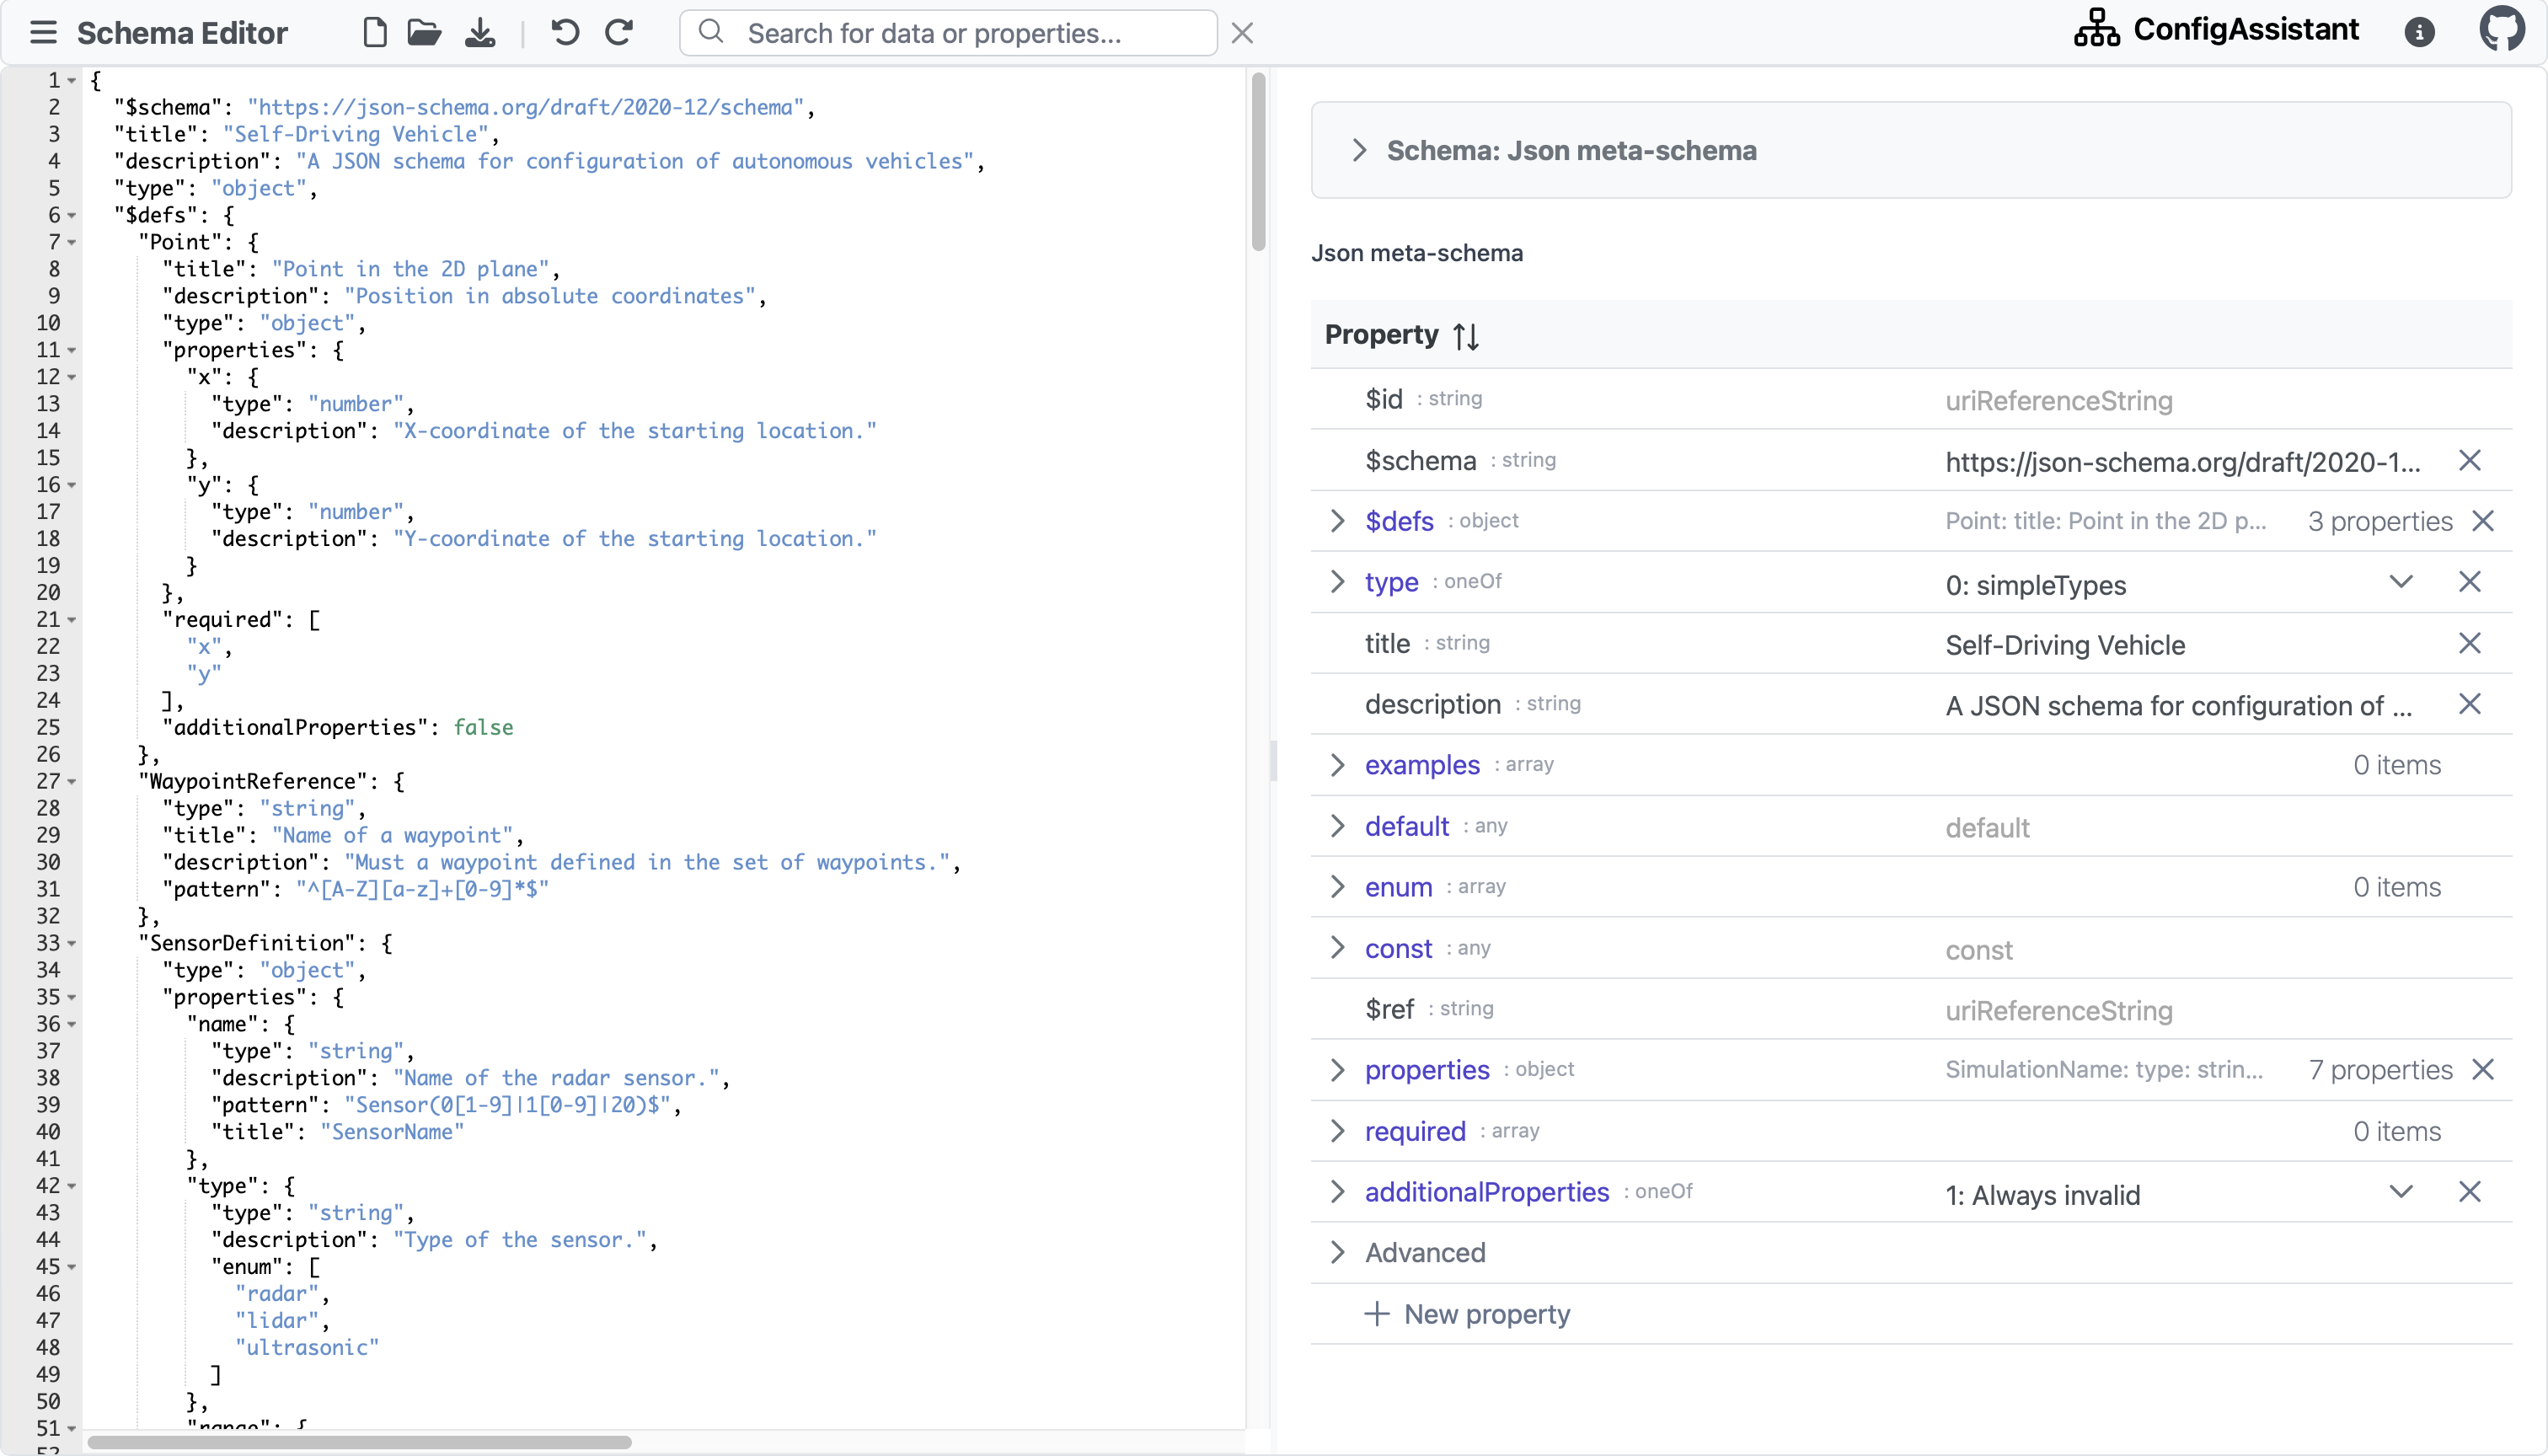 Schema Editor
Search for data or properties...
ConfigAssistant
1 {
2 "$schema": "https://json-schema.org/draft/2020-12/schema",
3 "title": "Self-Driving Vehicle",
4 "description": "A JSON schema for configuration of autonomous vehicles",
5 "type": "object",
6 "$defs": {
7 "Point": {
8 "title": "Point in the 2D plane",
9 "description": "Position in absolute coordinates",
10 "type": "object",
11 "properties": {
12 "x": {
13 "type": "number",
14 "description": "X-coordinate of the starting location."
15 },
16 "y": {
17 "type": "number",
18 "description": "Y-coordinate of the starting location."
19 }
20 },
21 "required": [
22 "x",
23 "y"
24 ],
25 "additionalProperties": false
26 },
27 "WaypointReference": {
28 "type": "string",
29 "title": "Name of a waypoint",
30 "description": "Must a waypoint defined in the set of waypoints.",
31 "pattern": "^[A-Z][a-z]+[0-9]*$"
32 },
33 "SensorDefinition": {
34 "type": "object",
35 "properties": {
36 "name": {
37 "type": "string",
38 "description": "Name of the radar sensor.",
39 "pattern": "Sensor(0[1-9]|1[0-9]|20)$",
40 "title": "SensorName"
41 },
42 "type": {
43 "type": "string",
44 "description": "Type of the sensor.",
45 "enum": [
46 "radar",
47 "lidar",
48 "ultrasonic"
49 ]
50 },
51 "range": {
52
Schema: Json meta-schema
Json meta-schema
Property
$id : string uriReferenceString
$schema : string https://json-schema.org/draft/2020-1...
$defs : object Point: title: Point in the 2D p... 3 properties
type : oneOf 0: simpleTypes
title : string Self-Driving Vehicle
description : string A JSON schema for configuration of ...
examples : array 0 items
default : any default
enum : array 0 items
const : any const
$ref : string uriReferenceString
properties : object SimulationName: type: strin... 7 properties
required : array 0 items
additionalProperties : oneOf 1: Always invalid
Advanced
New property